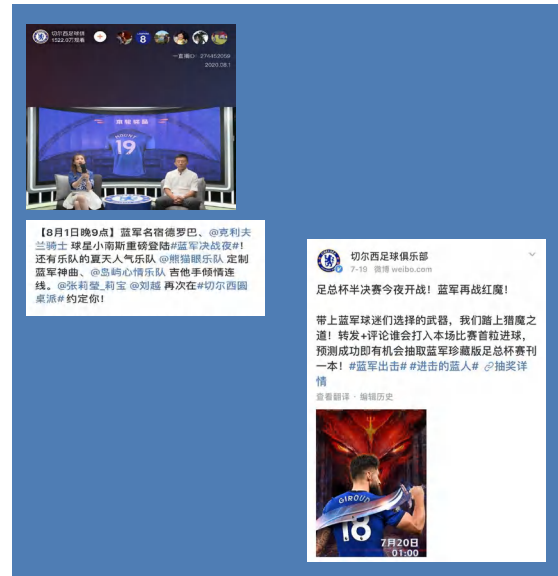 切尔西足球俱
1522.0万观看
8
一直播ID：274452059
2020.08.1
MOUNT
19
【8月1日晚9点】蓝军名宿德罗巴、@克利夫
兰骑士 球星小南斯重磅登陆#蓝军决战夜#！
还有乐队的夏天人气乐队 @熊猫眼乐队 定制
蓝军神曲、@岛屿心情乐队 吉他手倾情连
线。@张莉莹_莉宝 @刘越 再次在#切尔西圆
桌派# 约定你！
切尔西足球俱乐部
7-19 微博 weibo.com
足总杯半决赛今夜开战！蓝军再战红魔！
带上蓝军球迷们选择的武器，我们踏上猎魔之
道！转发+评论谁会打入本场比赛首粒进球，
预测成功即有机会抽取蓝军珍藏版足总杯赛刊
一本！#蓝军出击# #进击的蓝人# 抽奖详
情
查看翻译 · 编辑历史
GIROUD
18
7月20日
01:00